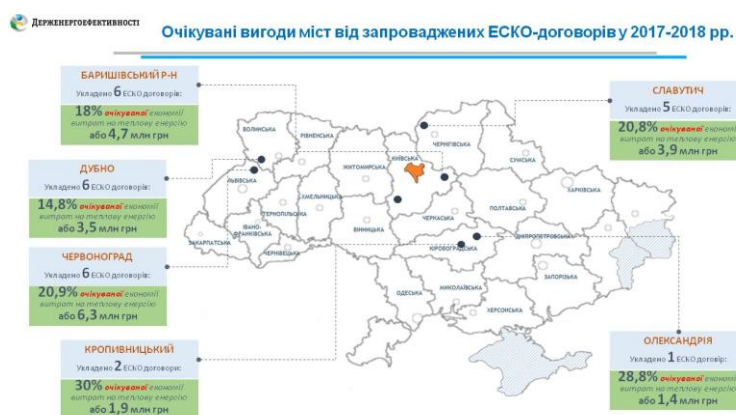 ДЕРЖЕНЕРГОЕФЕКТИВНОСТІ
Очікувані вигоди міст від запроваджених ЕСКО-договорів у 2017-2018 рр.
БАРИШІВСЬКИЙ Р-Н
Укладено 6 ЕСКО договорів:
18% очікуваної економії
витрат на теплову енергію
або 4,7 млн грн
ДУБНО
Укладено 6 ЕСКО договорів:
14,8% очікуваної економії
витрат на теплову енергію
або 3,5 млн грн
ЧЕРВОНОГРАД
Укладено 6 ЕСКО договорів:
20,9% очікуваної економії
витрат на теплову енергію
або 6,3 млн грн
КРОПИВНИЦЬКИЙ
Укладено 2 ЕСКО договори:
30% очікуваної економії
витрат на теплову енергію
або 1,9 млн грн
СЛАВУТИЧ
Укладено 5 ЕСКО договорів:
20,8% очікуваної економії
витрат на теплову енергію
або 3,9 млн грн
ОЛЕКСАНДРІЯ
Укладено 1 ЕСКО договір:
28,8% очікуваної економії
витрат на теплову енергію
або 1,4 млн грн
ВОЛИНСЬКА
РІВНЕНСЬКА
ЖИТОМИРСЬКА
КИЇВСЬКА
ЧЕРНІГІВСЬКА
СУМСЬКА
ЛЬВІВСЬКА
ТЕРНОПІЛЬСЬКА
ХМЕЛЬНИЦЬКА
ВІННИЦЬКА
ЧЕРКАСЬКА
ПОЛТАВСЬКА
ХАРКІВСЬКА
ЗАКАРПАТСЬКА
ІВАНО-
ФРАНКІВСЬКА
ЧЕРНІВЕЦЬКА
КІРОВОГРАДСЬКА
ДНІПРОПЕТРОВСЬКА
ОДЕСЬКА
МИКОЛАЇВСЬКА
ХЕРСОНСЬКА
ЗАПОРІЗЬКА